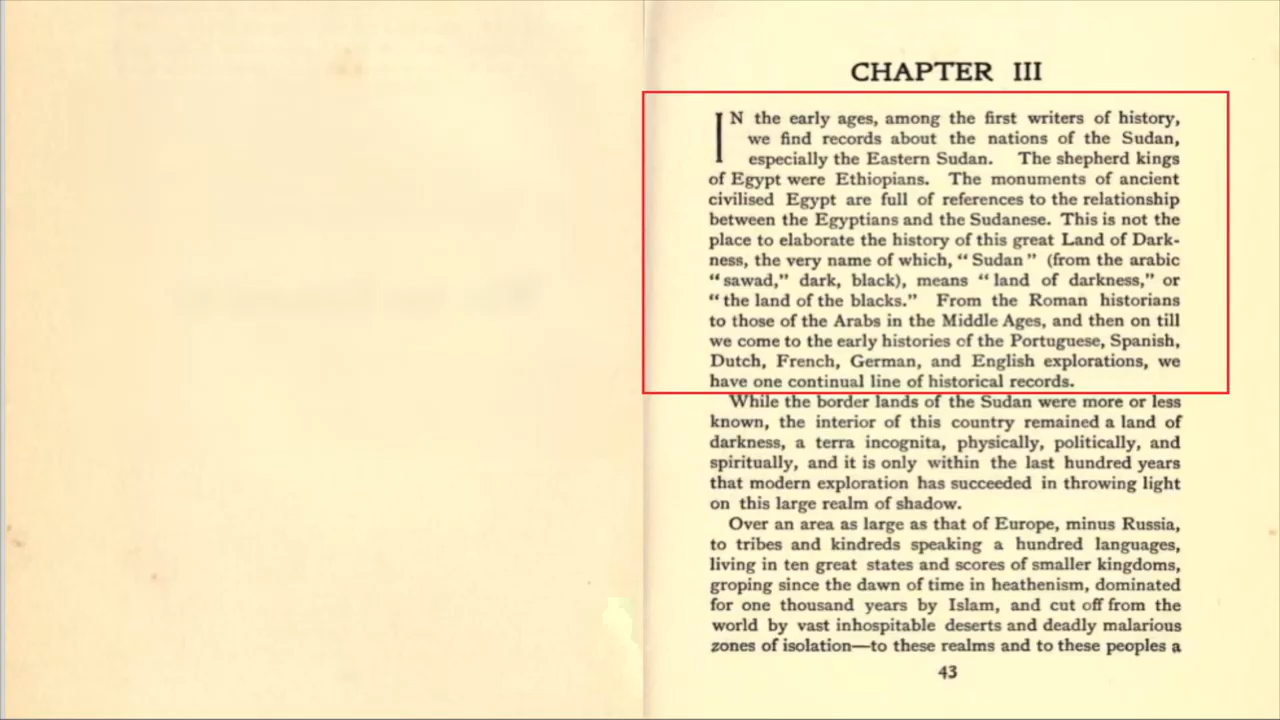 CHAPTER III
IN the early ages, among the first writers of history,
we find records about the nations of the Sudan,
especially the Eastern Sudan. The shepherd kings
of Egypt were Ethiopians. The monuments of ancient
civilised Egypt are full of references to the relationship
between the Egyptians and the Sudanese. This is not the
place to elaborate the history of this great Land of Dark-
ness, the very name of which, “ Sudan ” (from the arabic
“ sawad,” dark, black), means “ land of darkness,” or
“ the land of the blacks.” From the Roman historians
to those of the Arabs in the Middle Ages, and then on till
we come to the early histories of the Portuguese, Spanish,
Dutch, French, German, and English explorations, we
have one continual line of historical records.
While the border lands of the Sudan were more or less
known, the interior of this country remained a land of
darkness, a terra incognita, physically, politically, and
spiritually, and it is only within the last hundred years
that modern exploration has succeeded in throwing light
on this large realm of shadow.
Over an area as large as that of Europe, minus Russia,
to tribes and kindreds speaking a hundred languages,
living in ten great states and scores of smaller kingdoms,
groping since the dawn of time in heathenism, dominated
for one thousand years by Islam, and cut off from the
world by vast inhospitable deserts and deadly malarious
zones of isolation—to these realms and to these peoples a
43